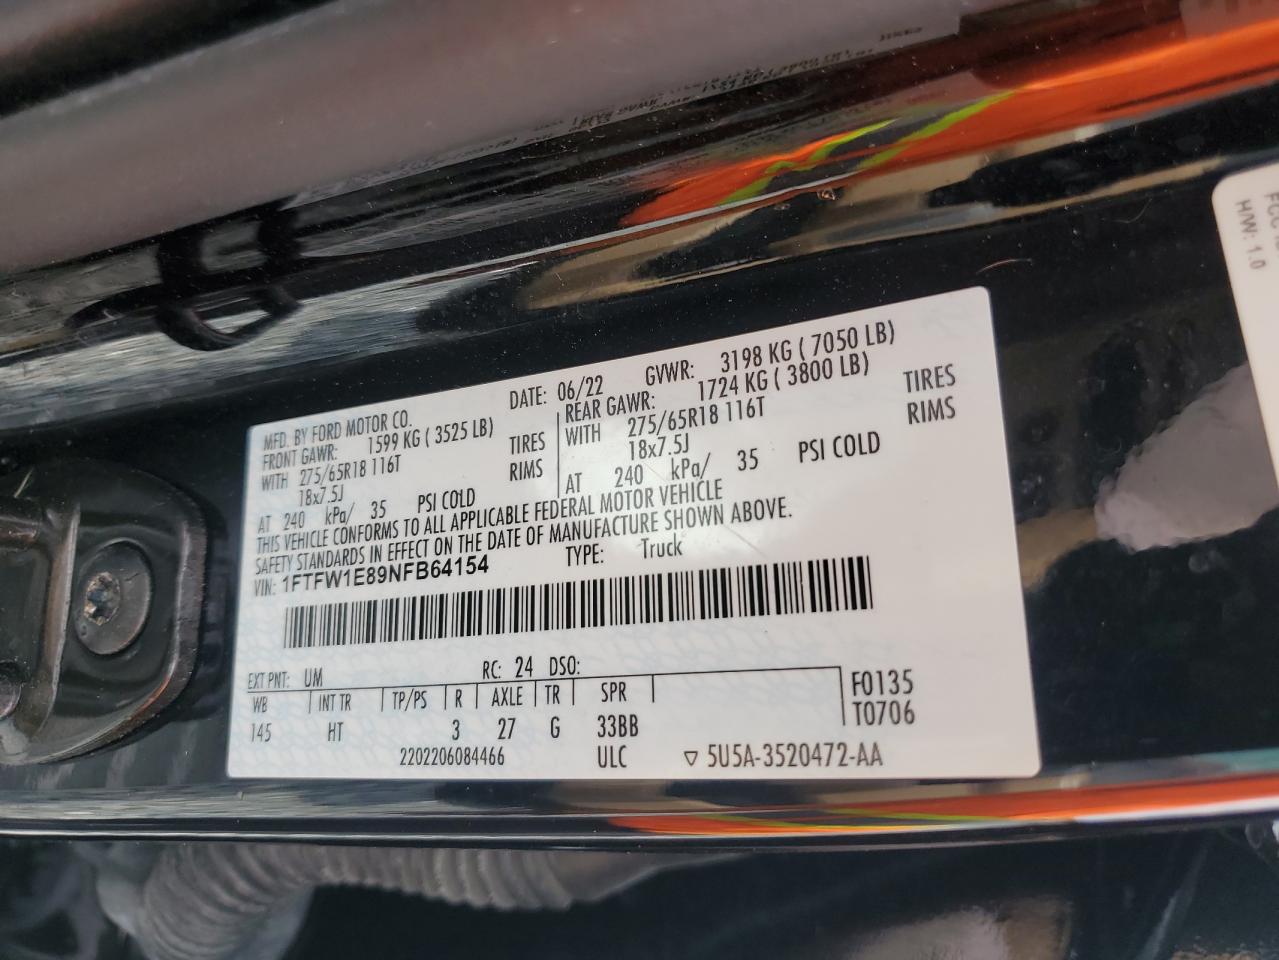 MFD. BY FORD MOTOR CO. DATE: 06/22 GVWR: 3198 KG ( 7050 LB)
FRONT GAWR: 1599 KG ( 3525 LB) REAR GAWR: 1724 KG ( 3800 LB)
WITH 275/65R18 116T TIRES WITH 275/65R18 116T TIRES
18x7.5J RIMS 18x7.5J RIMS
AT 240 kPa/ 35 PSI COLD AT 240 kPa/ 35 PSI COLD
THIS VEHICLE CONFORMS TO ALL APPLICABLE FEDERAL MOTOR VEHICLE
SAFETY STANDARDS IN EFFECT ON THE DATE OF MANUFACTURE SHOWN ABOVE.
VIN: 1FTFW1E89NFB64154 TYPE: Truck
EXT PNT: UM RC: 24 DSO:
WB INT TR TP/PS R AXLE TR SPR F0135
145 HT 3 27 G 33BB T0706
2202206084466 ULC ▽ 5U5A-3520472-AA
FCC
H/W: 1.0